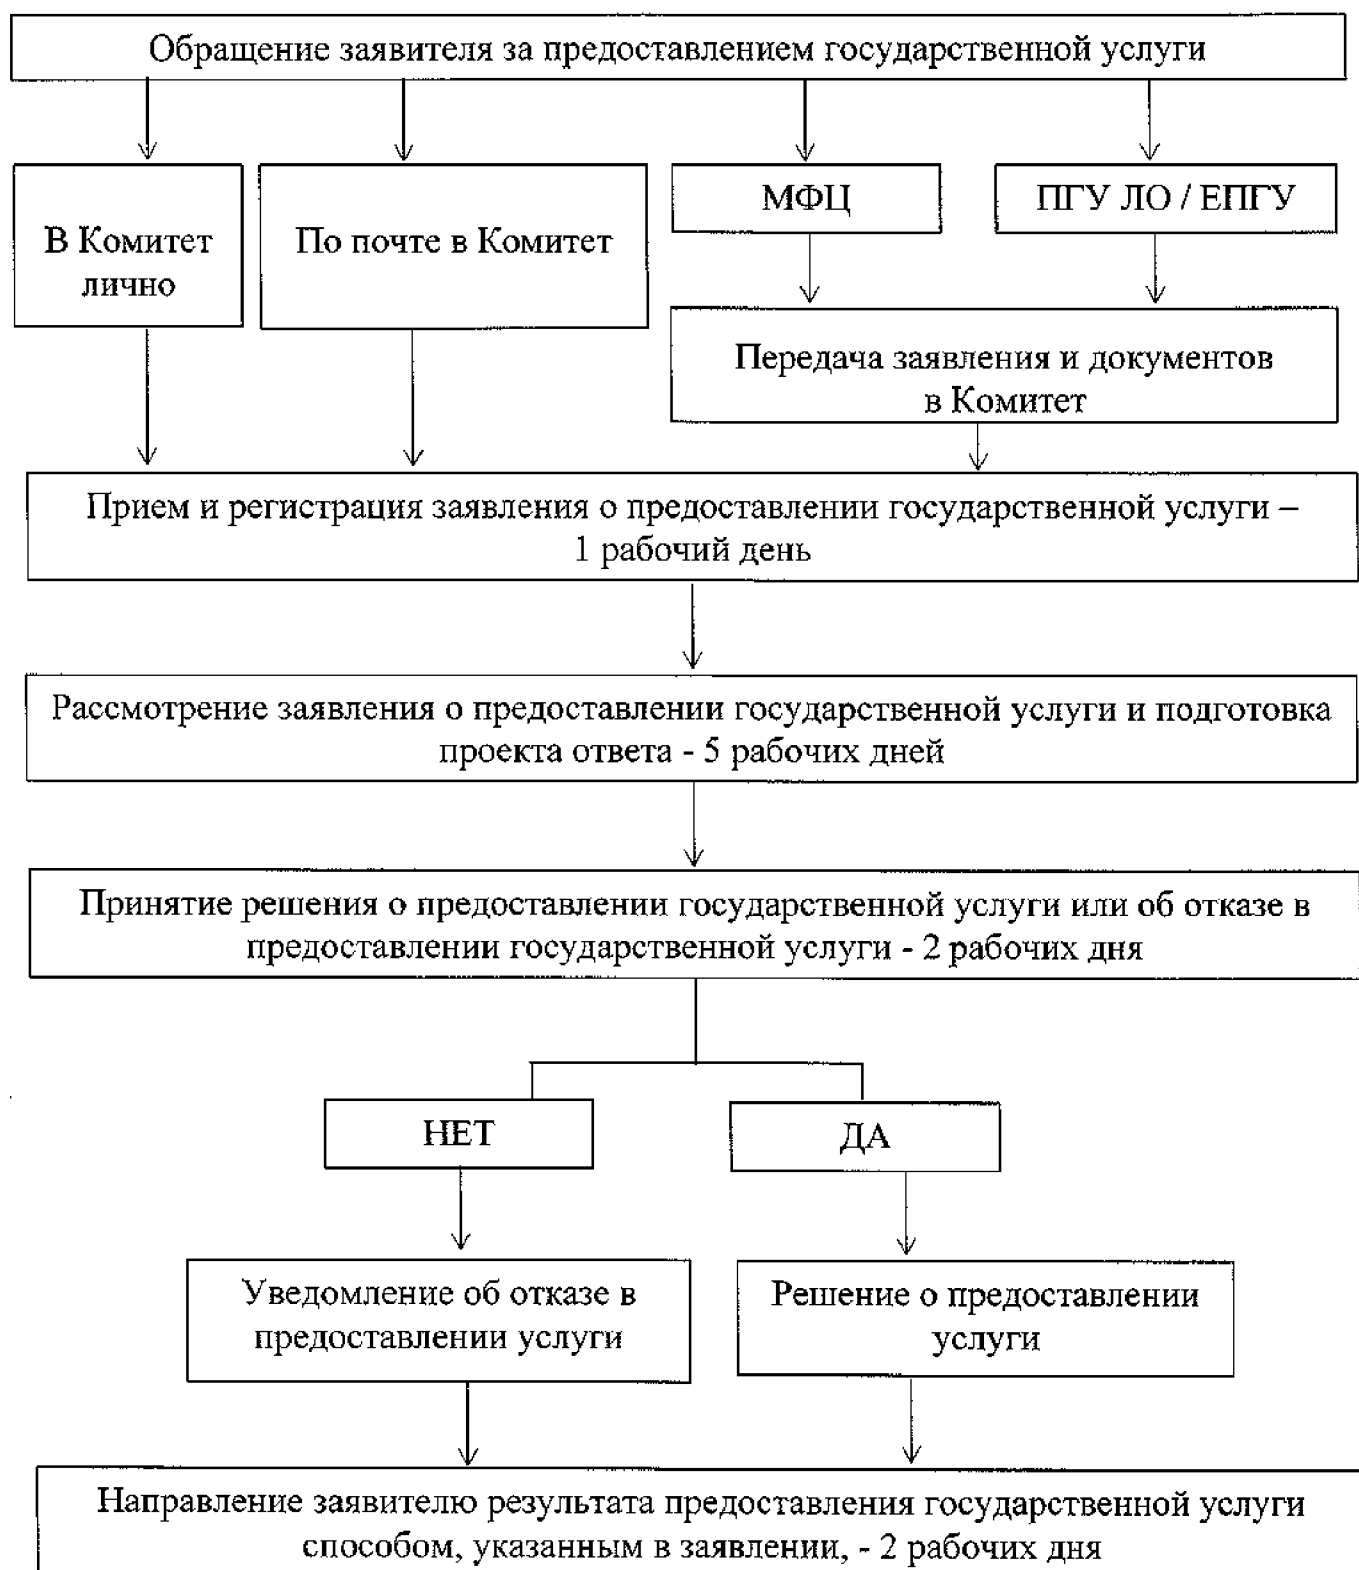 Обращение заявителя за предоставлением государственной услуги
В Комитет
лично
По почте в Комитет
МФЦ
ПГУ ЛО / ЕПГУ
Передача заявления и документов
в Комитет
Прием и регистрация заявления о предоставлении государственной услуги –
1 рабочий день
Рассмотрение заявления о предоставлении государственной услуги и подготовка
проекта ответа - 5 рабочих дней
Принятие решения о предоставлении государственной услуги или об отказе в
предоставлении государственной услуги - 2 рабочих дня
НЕТ
ДА
Уведомление об отказе в
предоставлении услуги
Решение о предоставлении
услуги
Направление заявителю результата предоставления государственной услуги
способом, указанным в заявлении, - 2 рабочих дня